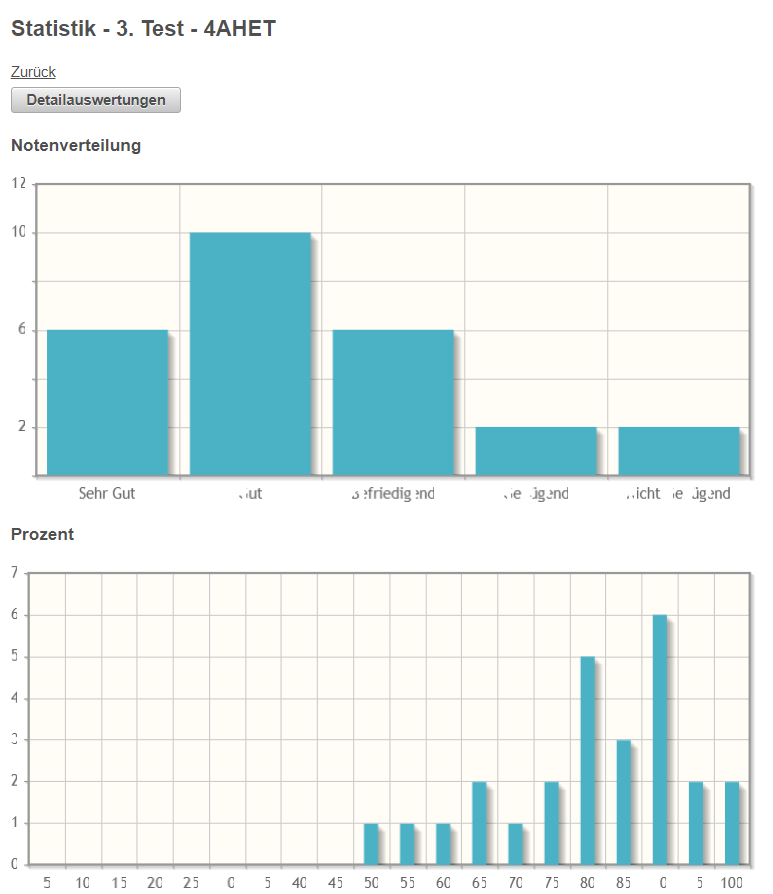 Statistik - 3. Test - 4AHET
Zurück
Detailauswertungen
Notenverteilung
12
10
6
2
Sehr Gut
Prozent
7
6
5
4
3
2
1
0
5 10 15 20 25 0 5 40 45 50 55 60 65 70 75 80 85 0 5 100